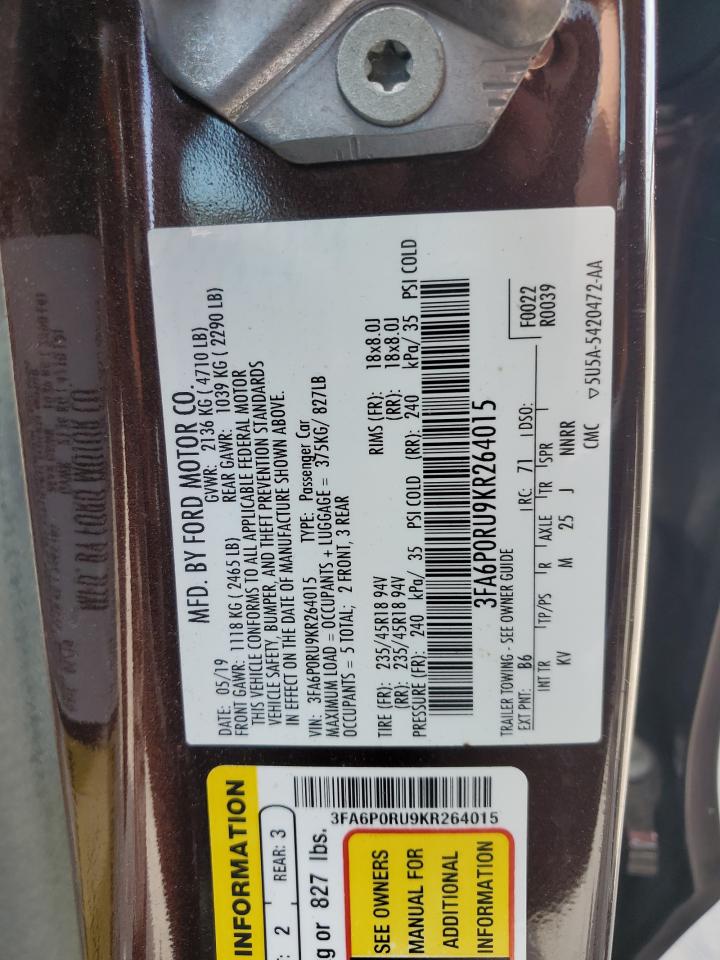 MFD. BY FORD MOTOR CO.
DATE: 05/19 GVWR: 2136 KG ( 4710 LB)
FRONT GAWR: 1118 KG ( 2465 LB) REAR GAWR: 1039 KG ( 2290 LB)
THIS VEHICLE CONFORMS TO ALL APPLICABLE FEDERAL MOTOR
VEHICLE SAFETY, BUMPER, AND THEFT PREVENTION STANDARDS
IN EFFECT ON THE DATE OF MANUFACTURE SHOWN ABOVE.
VIN: 3FA6P0RU9KR264015 TYPE: Passenger Car
MAXIMUM LOAD = OCCUPANTS + LUGGAGE = 375KG/ 827LB
OCCUPANTS = 5 TOTAL; 2 FRONT, 3 REAR
TIRE (FR): 235/45R18 94V RIMS (FR): 18x8.0J
(RR): 235/45R18 94V (RR): 18x8.0J
PRESSURE (FR): 240 kPa/ 35 PSI COLD (RR): 240 kPa/ 35 PSI COLD
3FA6P0RU9KR264015
TRAILER TOWING - SEE OWNER GUIDE
EXT PNT: B6 RC: 71 DSO: F0022
R0039
INT TR TP/PS R AXLE TR SPR
KV M 25 J NNRR
CMC ▽5U5A-5420472-AA
INFORMATION
2 REAR: 3
or 827 lbs.
3FA6P0RU9KR264015
SEE OWNERS
MANUAL FOR
ADDITIONAL
INFORMATION